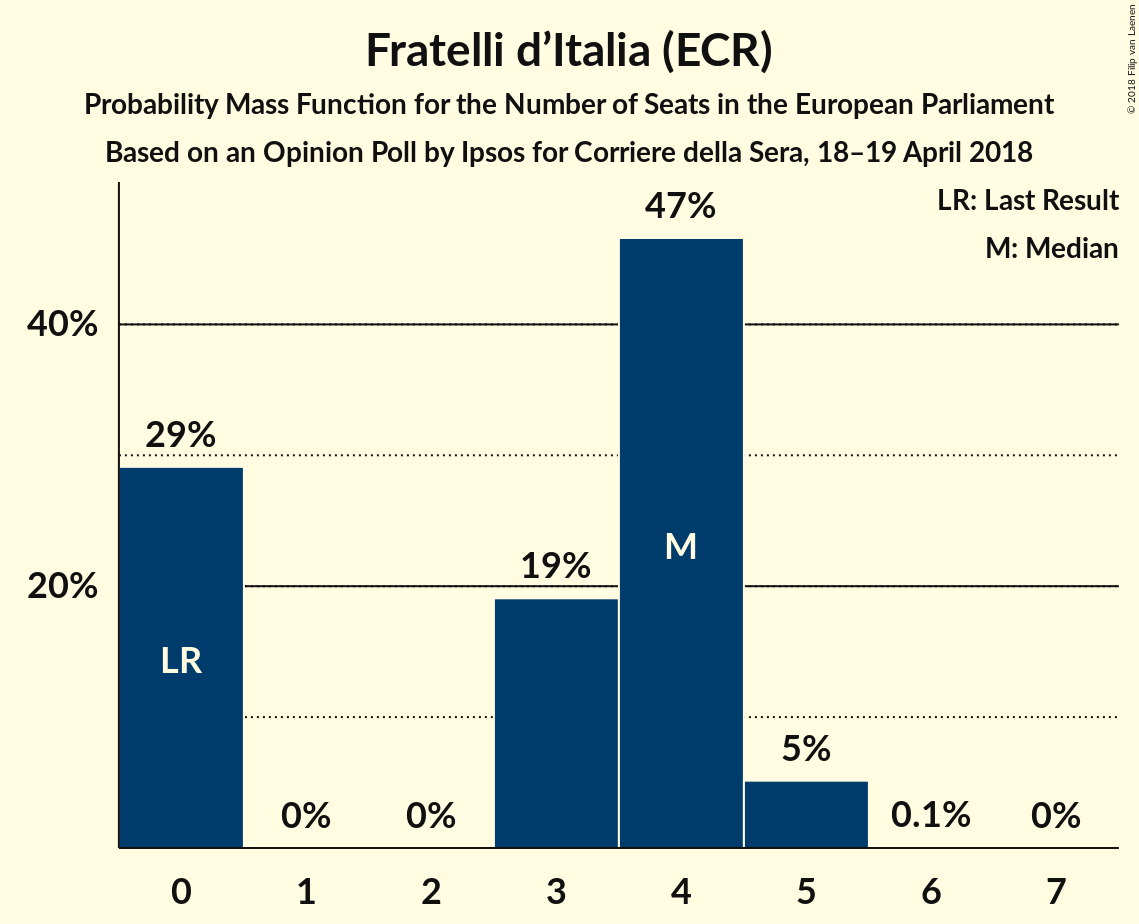 Fratelli d’Italia (ECR)
Probability Mass Function for the Number of Seats in the European Parliament
Based on an Opinion Poll by Ipsos for Corriere della Sera, 18–19 April 2018
© 2018 Filip van Laenen
LR: Last Result
M: Median
47%
40%
29%
M
19%
20%
LR
5%
0%
0%
0.1%
0%
0
1
2
3
4
5
6
7